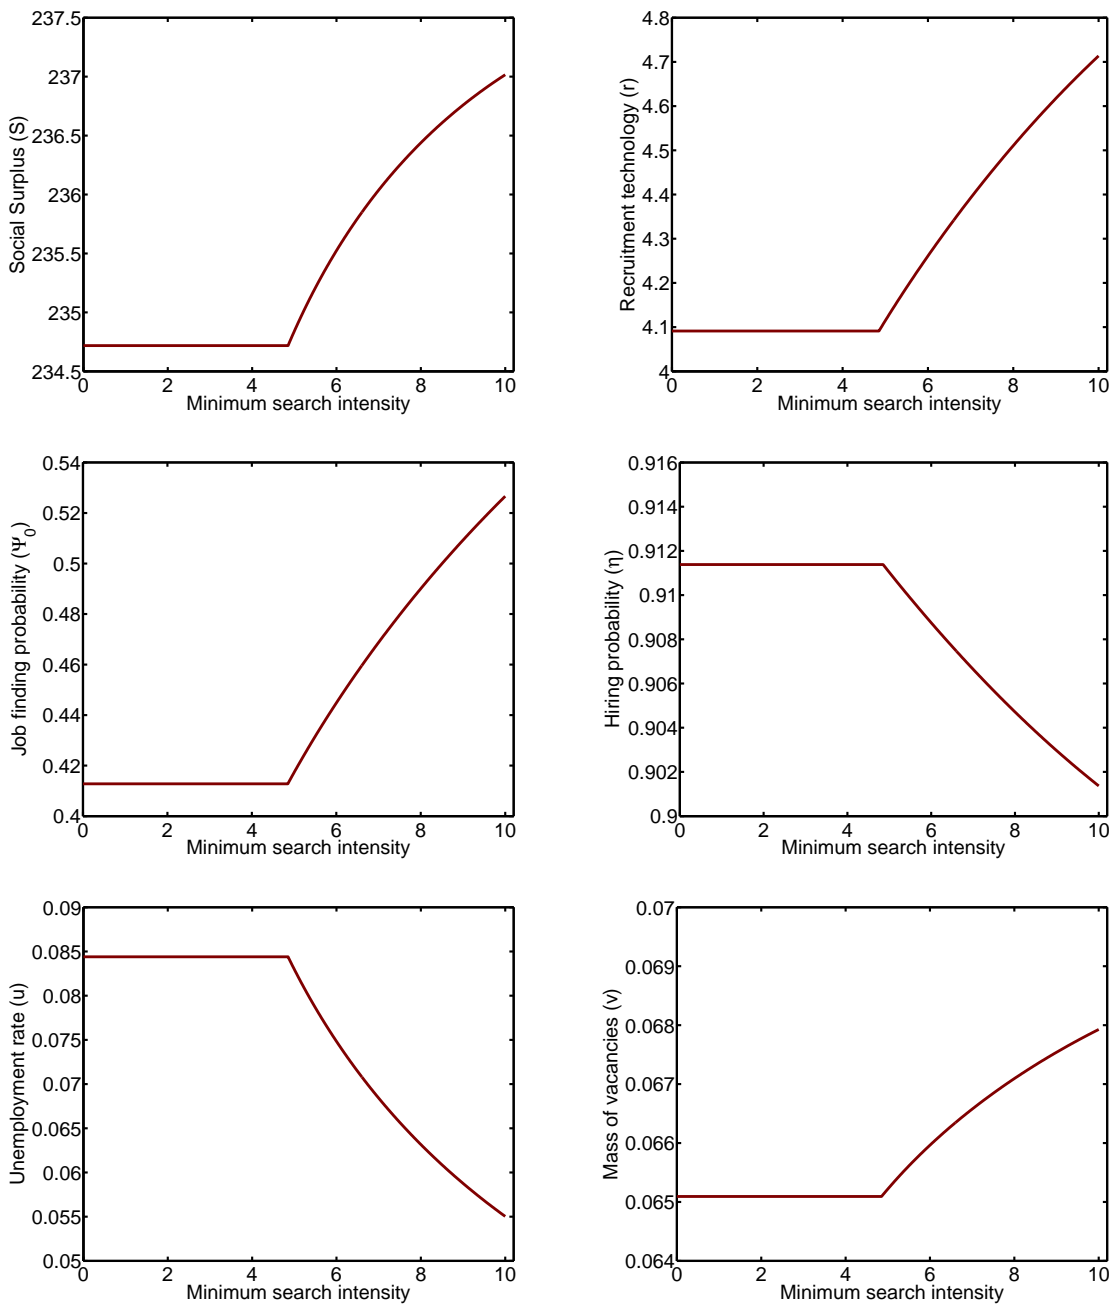 237.5
237
236.5
236
235.5
235
234.5
Social Surplus (S)
0 2 4 6 8 10
Minimum search intensity
4.8
4.7
4.6
4.5
4.4
4.3
4.2
4.1
4
Recruitment technology (r)
0 2 4 6 8 10
Minimum search intensity
0.54
0.52
0.5
0.48
0.46
0.44
0.42
0.4
Job finding probability (Ψ0)
0 2 4 6 8 10
Minimum search intensity
0.916
0.914
0.912
0.91
0.908
0.906
0.904
0.902
0.9
Hiring probability (η)
0 2 4 6 8 10
Minimum search intensity
0.09
0.085
0.08
0.075
0.07
0.065
0.06
0.055
0.05
Unemployment rate (u)
0 2 4 6 8 10
Minimum search intensity
0.07
0.069
0.068
0.067
0.066
0.065
0.064
Mass of vacancies (v)
0 2 4 6 8 10
Minimum search intensity